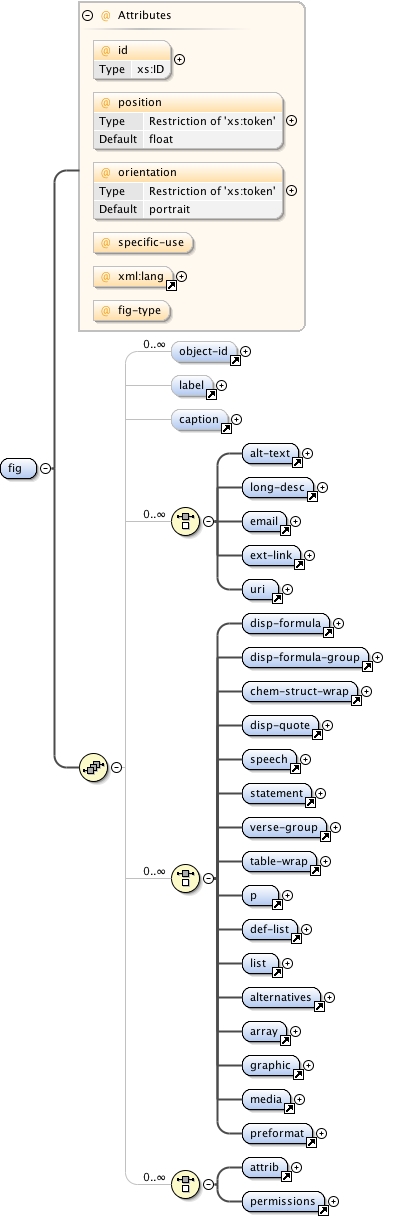 Attributes
@ id
Type xs:ID
@ position
Type Restriction of 'xs:token'
Default float
@ orientation
Type Restriction of 'xs:token'
Default portrait
@ specific-use
@ xml:lang
@ fig-type
0..∞
object-id
label
caption
fig
alt-text
long-desc
0..∞
email
ext-link
uri
disp-formula
disp-formula-group
chem-struct-wrap
disp-quote
speech
statement
verse-group
table-wrap
0..∞
p
def-list
list
alternatives
array
graphic
media
preformat
attrib
0..∞
permissions